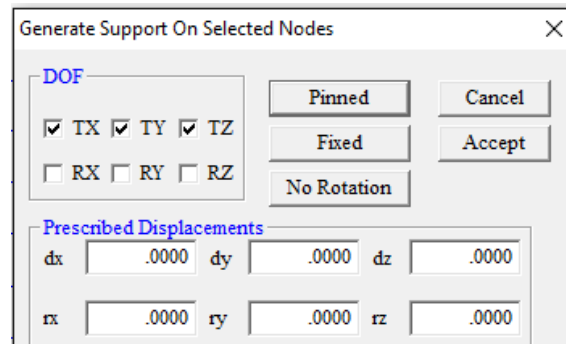 Generate Support On Selected Nodes
DOF
TX TY TZ
RX RY RZ
Pinned
Fixed
No Rotation
Cancel
Accept
Prescribed Displacements
dx .0000 dy .0000 dz .0000
rx .0000 ry .0000 rz .0000